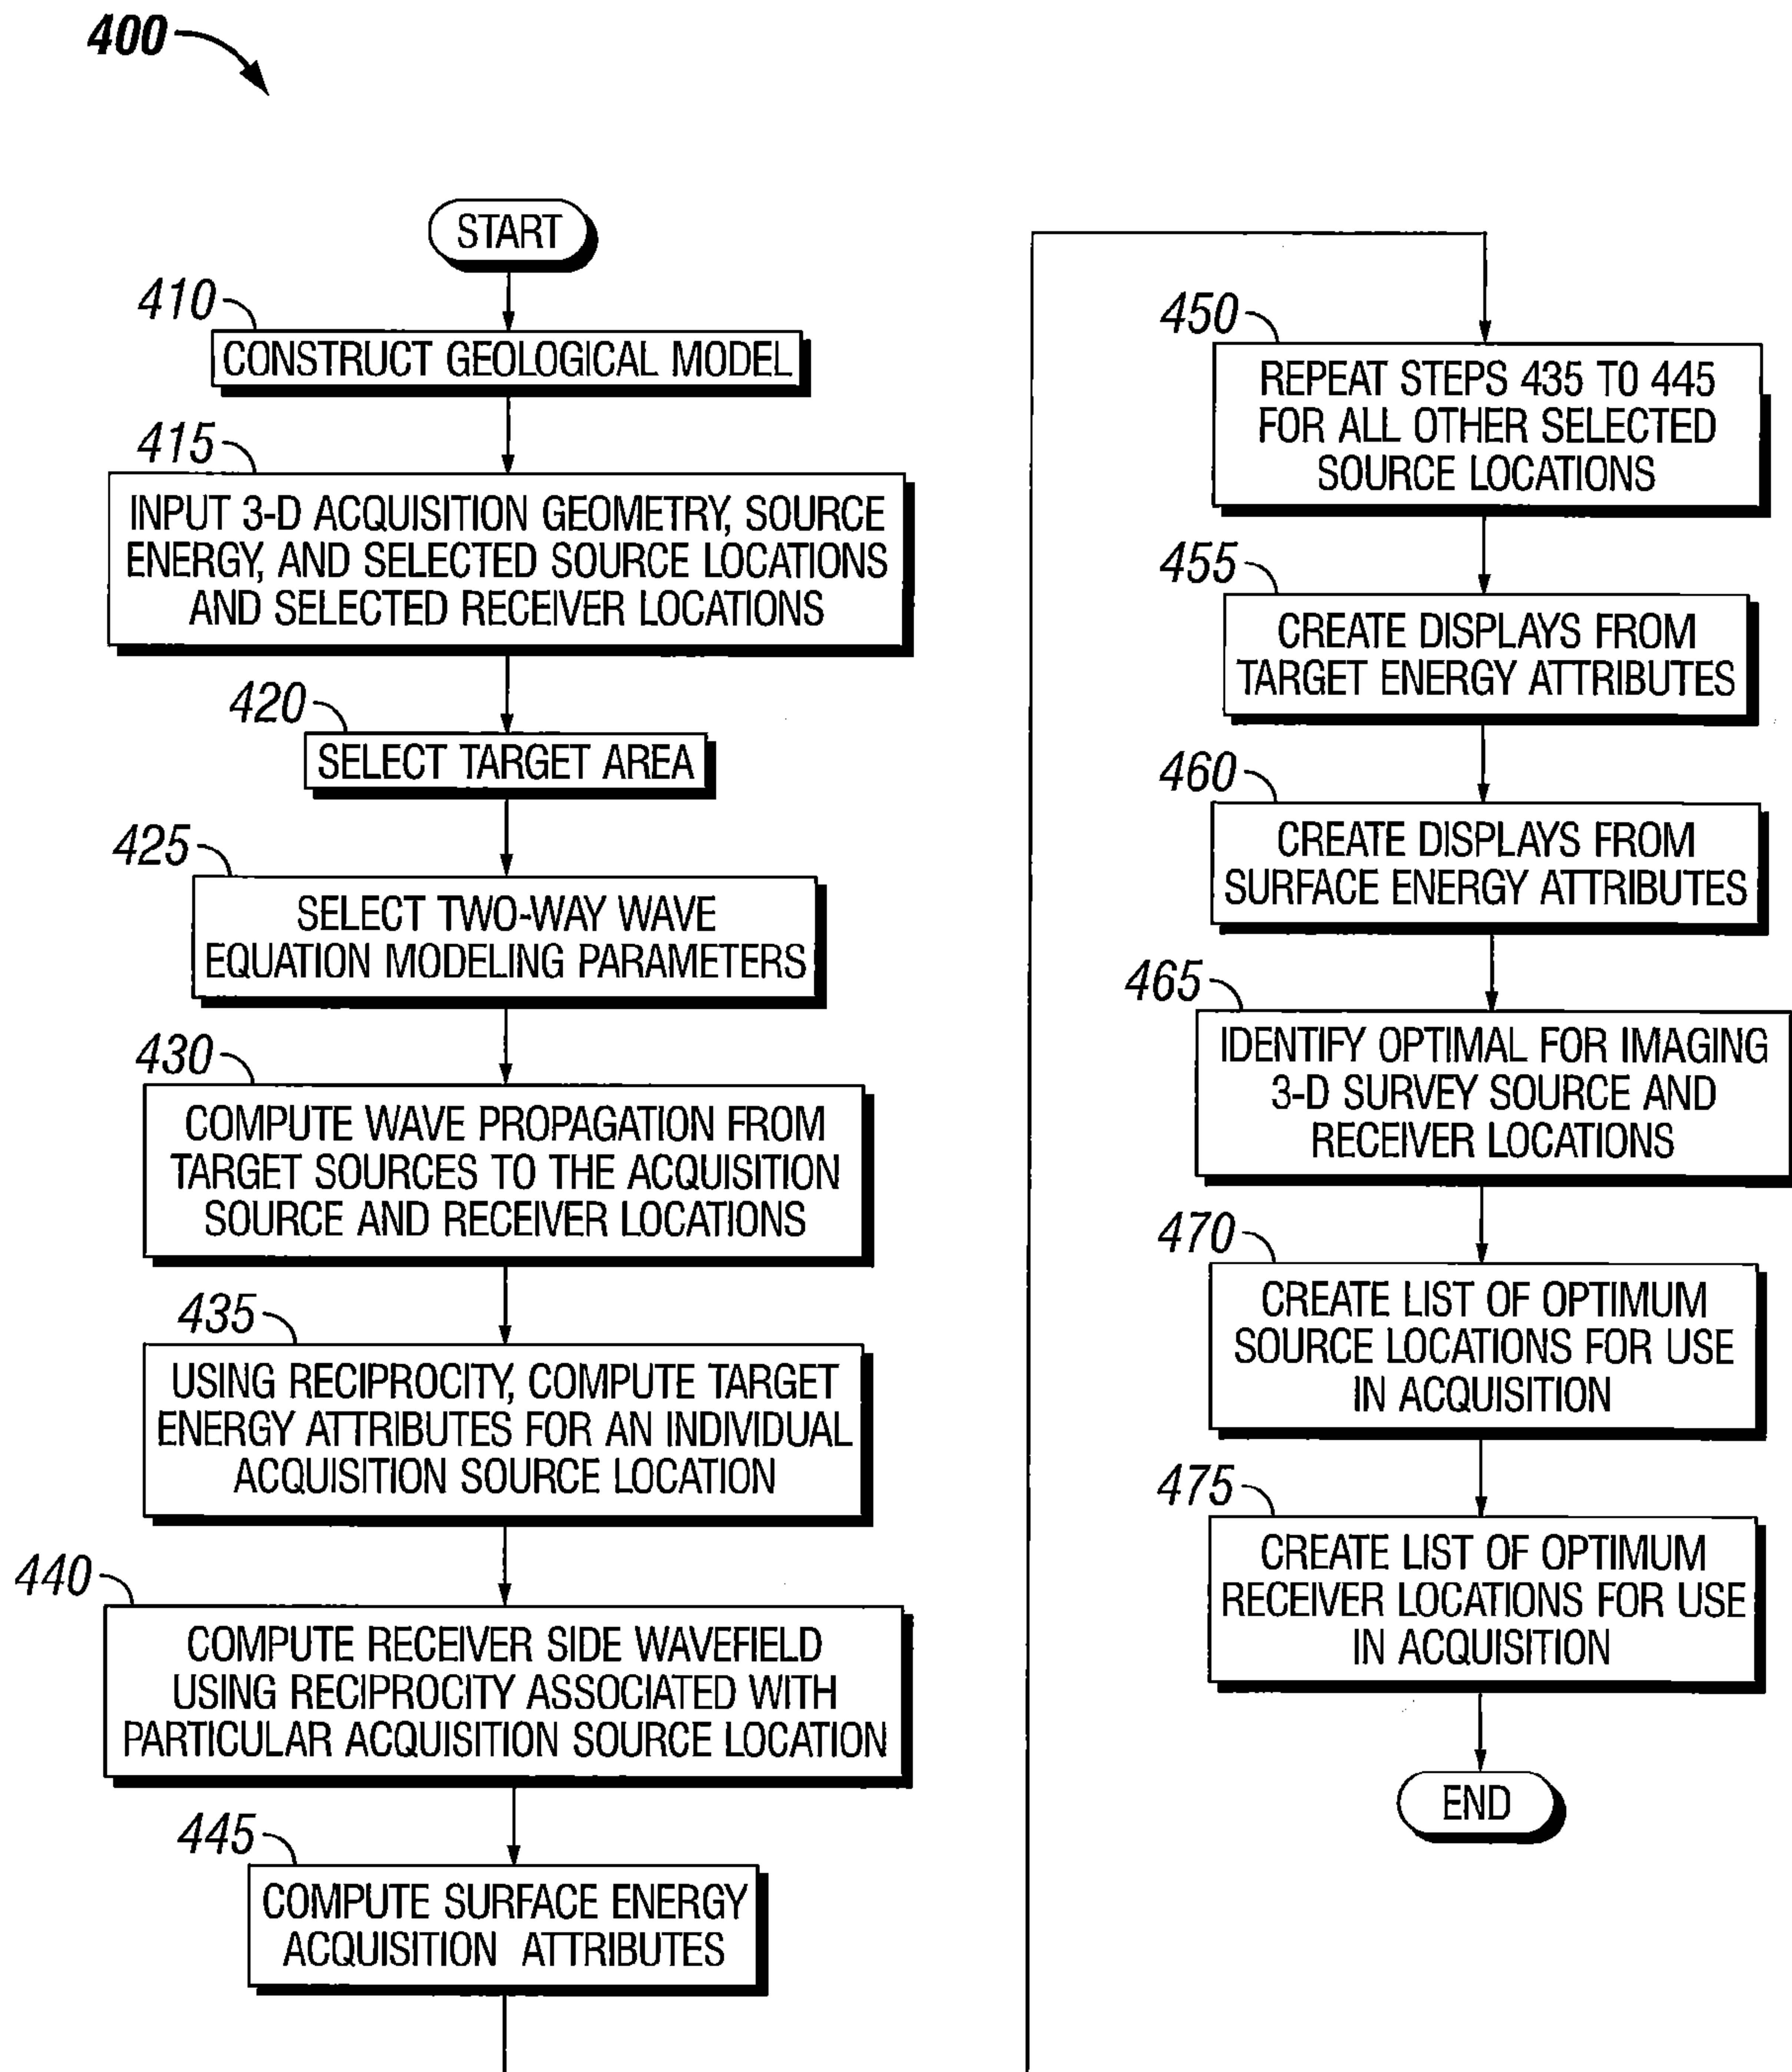 400
START
410
CONSTRUCT GEOLOGICAL MODEL
415
INPUT 3-D ACQUISITION GEOMETRY, SOURCE
ENERGY, AND SELECTED SOURCE LOCATIONS
AND SELECTED RECEIVER LOCATIONS
420
SELECT TARGET AREA
425
SELECT TWO-WAY WAVE
EQUATION MODELING PARAMETERS
430
COMPUTE WAVE PROPAGATION FROM
TARGET SOURCES TO THE ACQUISITION
SOURCE AND RECEIVER LOCATIONS
435
USING RECIPROCITY, COMPUTE TARGET
ENERGY ATTRIBUTES FOR AN INDIVIDUAL
ACQUISITION SOURCE LOCATION
440
COMPUTE RECEIVER SIDE WAVEFIELD
USING RECIPROCITY ASSOCIATED WITH
PARTICULAR ACQUISITION SOURCE LOCATION
445
COMPUTE SURFACE ENERGY
ACQUISITION ATTRIBUTES
450
REPEAT STEPS 435 TO 445
FOR ALL OTHER SELECTED
SOURCE LOCATIONS
455
CREATE DISPLAYS FROM
TARGET ENERGY ATTRIBUTES
460
CREATE DISPLAYS FROM
SURFACE ENERGY ATTRIBUTES
465
IDENTIFY OPTIMAL FOR IMAGING
3-D SURVEY SOURCE AND
RECEIVER LOCATIONS
470
CREATE LIST OF OPTIMUM
SOURCE LOCATIONS FOR USE
IN ACQUISITION
475
CREATE LIST OF OPTIMUM
RECEIVER LOCATIONS FOR USE
IN ACQUISITION
END